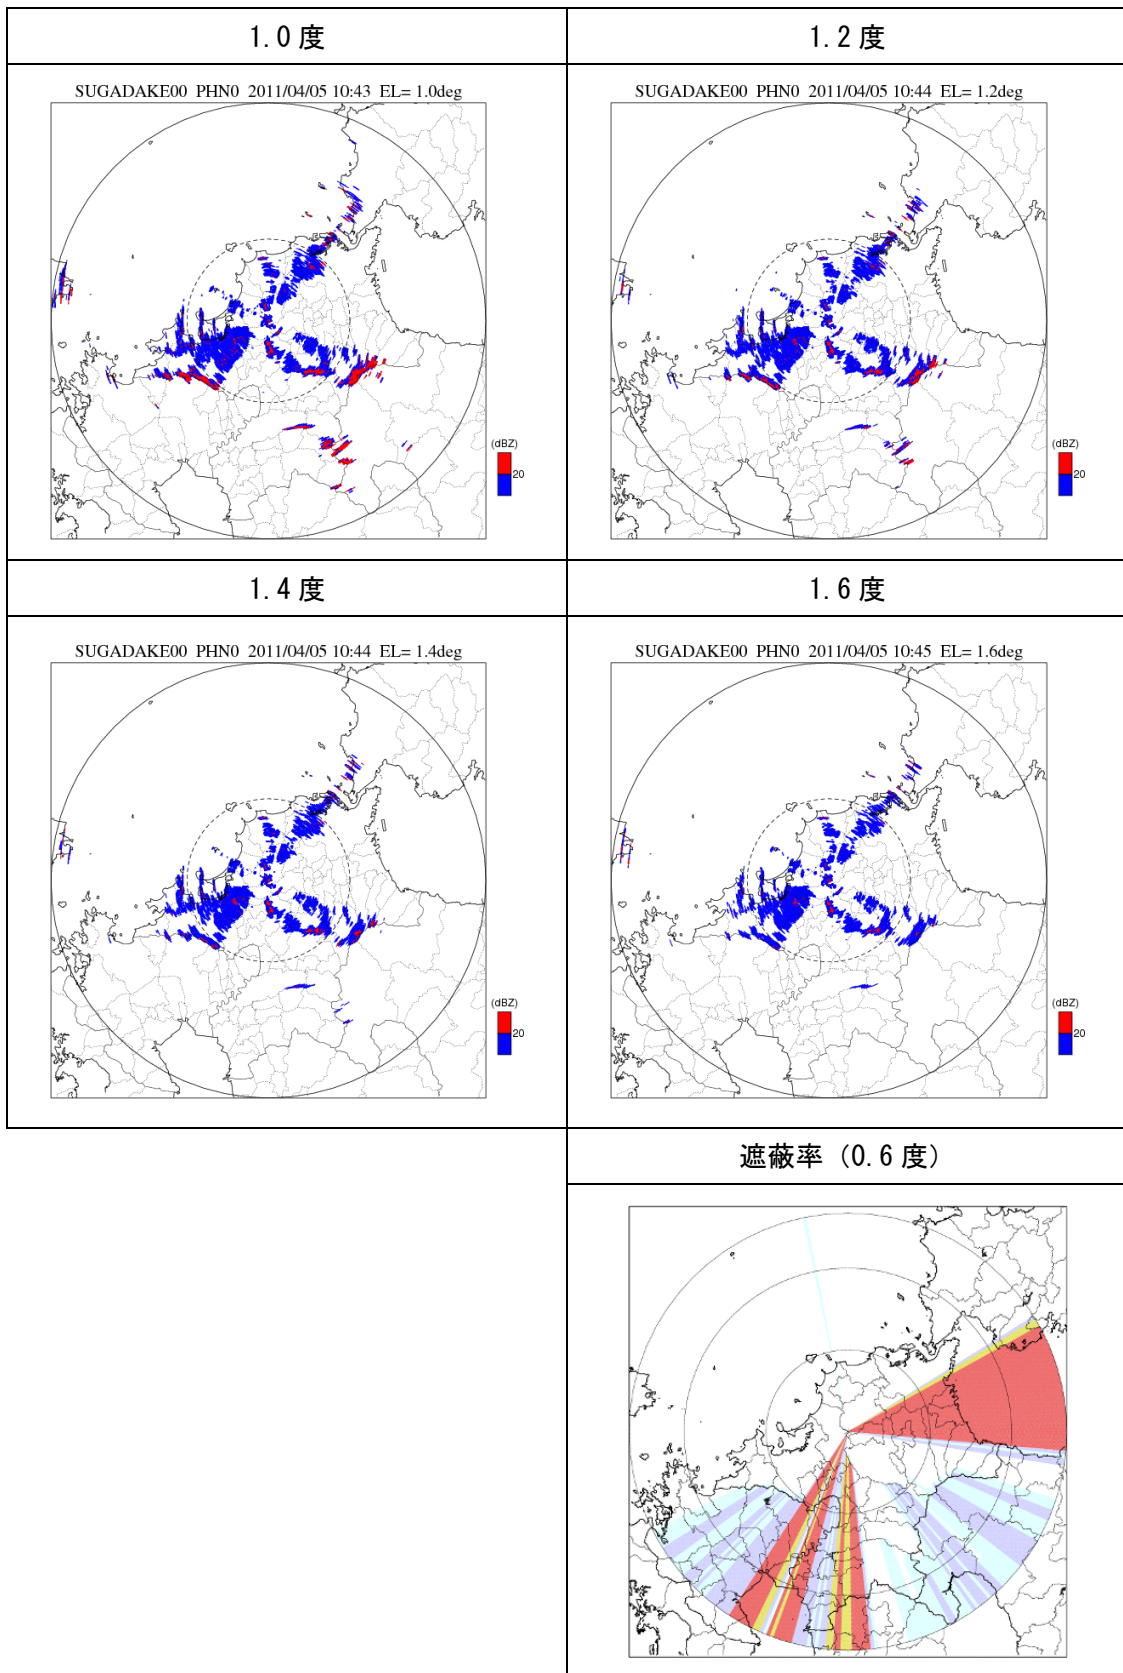 1.0度
1.2度
SUGADAKE00 PHN0 2011/04/05 10:43 EL= 1.0deg
(dBZ)
20
SUGADAKE00 PHN0 2011/04/05 10:44 EL= 1.2deg
(dBZ)
20
1.4度
1.6度
SUGADAKE00 PHN0 2011/04/05 10:44 EL= 1.4deg
(dBZ)
20
SUGADAKE00 PHN0 2011/04/05 10:45 EL= 1.6deg
(dBZ)
20
遮蔽率（0.6度）